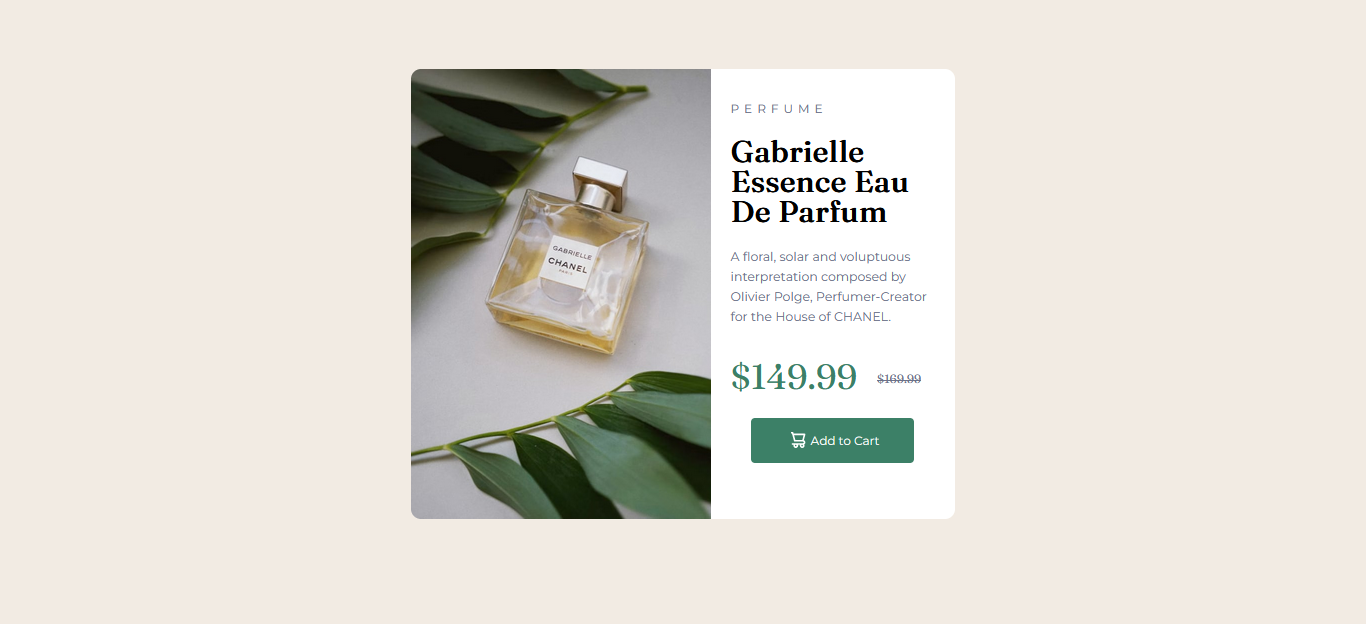 GABRIELLE
CHANEL
PARIS
PERFUME
Gabrielle
Essence Eau
De Parfum
A floral, solar and voluptuous
interpretation composed by
Olivier Polge, Perfumer-Creator
for the House of CHANEL.
$149.99 $169.99
Add to Cart